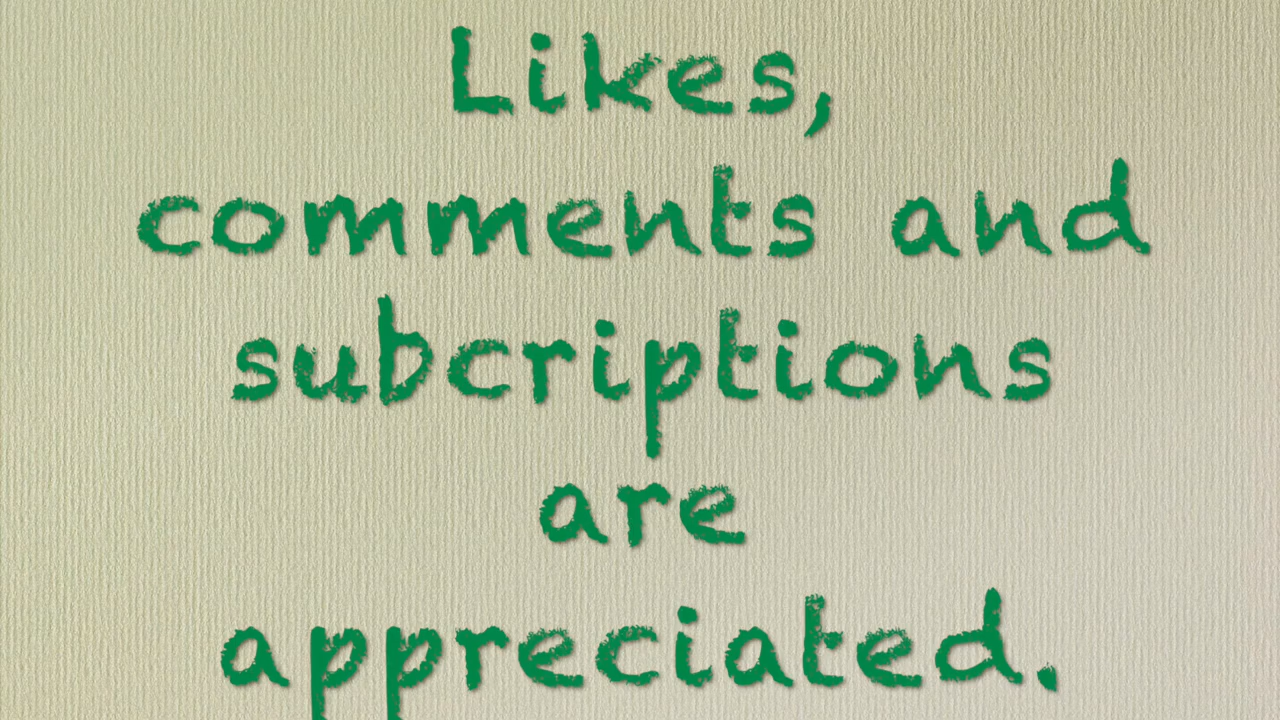 Likes,
comments and
subcriptions
are
appreciated.